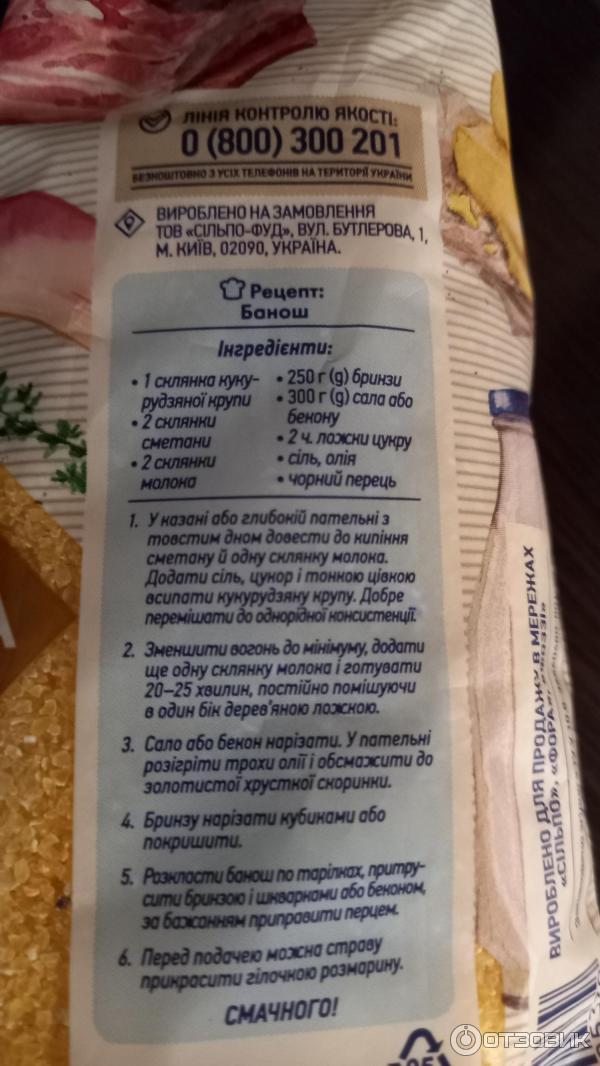 ЛІНІЯ КОНТРОЛЮ ЯКОСТІ:
0 (800) 300 201
БЕЗКОШТОВНО З УСІХ ТЕЛЕФОНІВ НА ТЕРИТОРІЇ УКРАЇНИ
ВИРОБЛЕНО НА ЗАМОВЛЕННЯ
ТОВ «СІЛЬПО-ФУД», ВУЛ. БУТЛЕРОВА, 1,
М. КИЇВ, 02090, УКРАЇНА.
Рецепт:
Банош
Інгредієнти:
• 1 склянка куку-
рудзяної крупи
• 2 склянки
сметани
• 2 склянки
молока
• 250 г (g) бринзи
• 300 г (g) сала або
бекону
• 2 ч. ложки цукру
• сіль, олія
• чорний перець
1. У казані або глибокій пательні з
товстим дном довести до кипіння
сметану й одну склянку молока.
Додати сіль, цукор і тонкою цівкою
всипати кукурудзяну крупу. Добре
перемішати до однорідної консистенції.
2. Зменшити вогонь до мінімуму, додати
ще одну склянку молока і готувати
20–25 хвилин, постійно помішуючи
в один бік дерев'яною ложкою.
3. Сало або бекон нарізати. У пательні
розігріти трохи олії і обсмажити до
золотистої хрусткої скоринки.
4. Бринзу нарізати кубиками або
покришити.
5. Розкласти банош по тарілках, притру-
сити бринзою і шкварками або беконом,
за бажанням приправити перцем.
6. Перед подачею можна страву
прикрасити гілочкою розмарину.
СМАЧНОГО!
ВИРОБЛЕНО ДЛЯ ПРОДАЖУ В МЕРЕЖАХ
«СІЛЬПО», «ФОРА»,
ОТЗОВИК